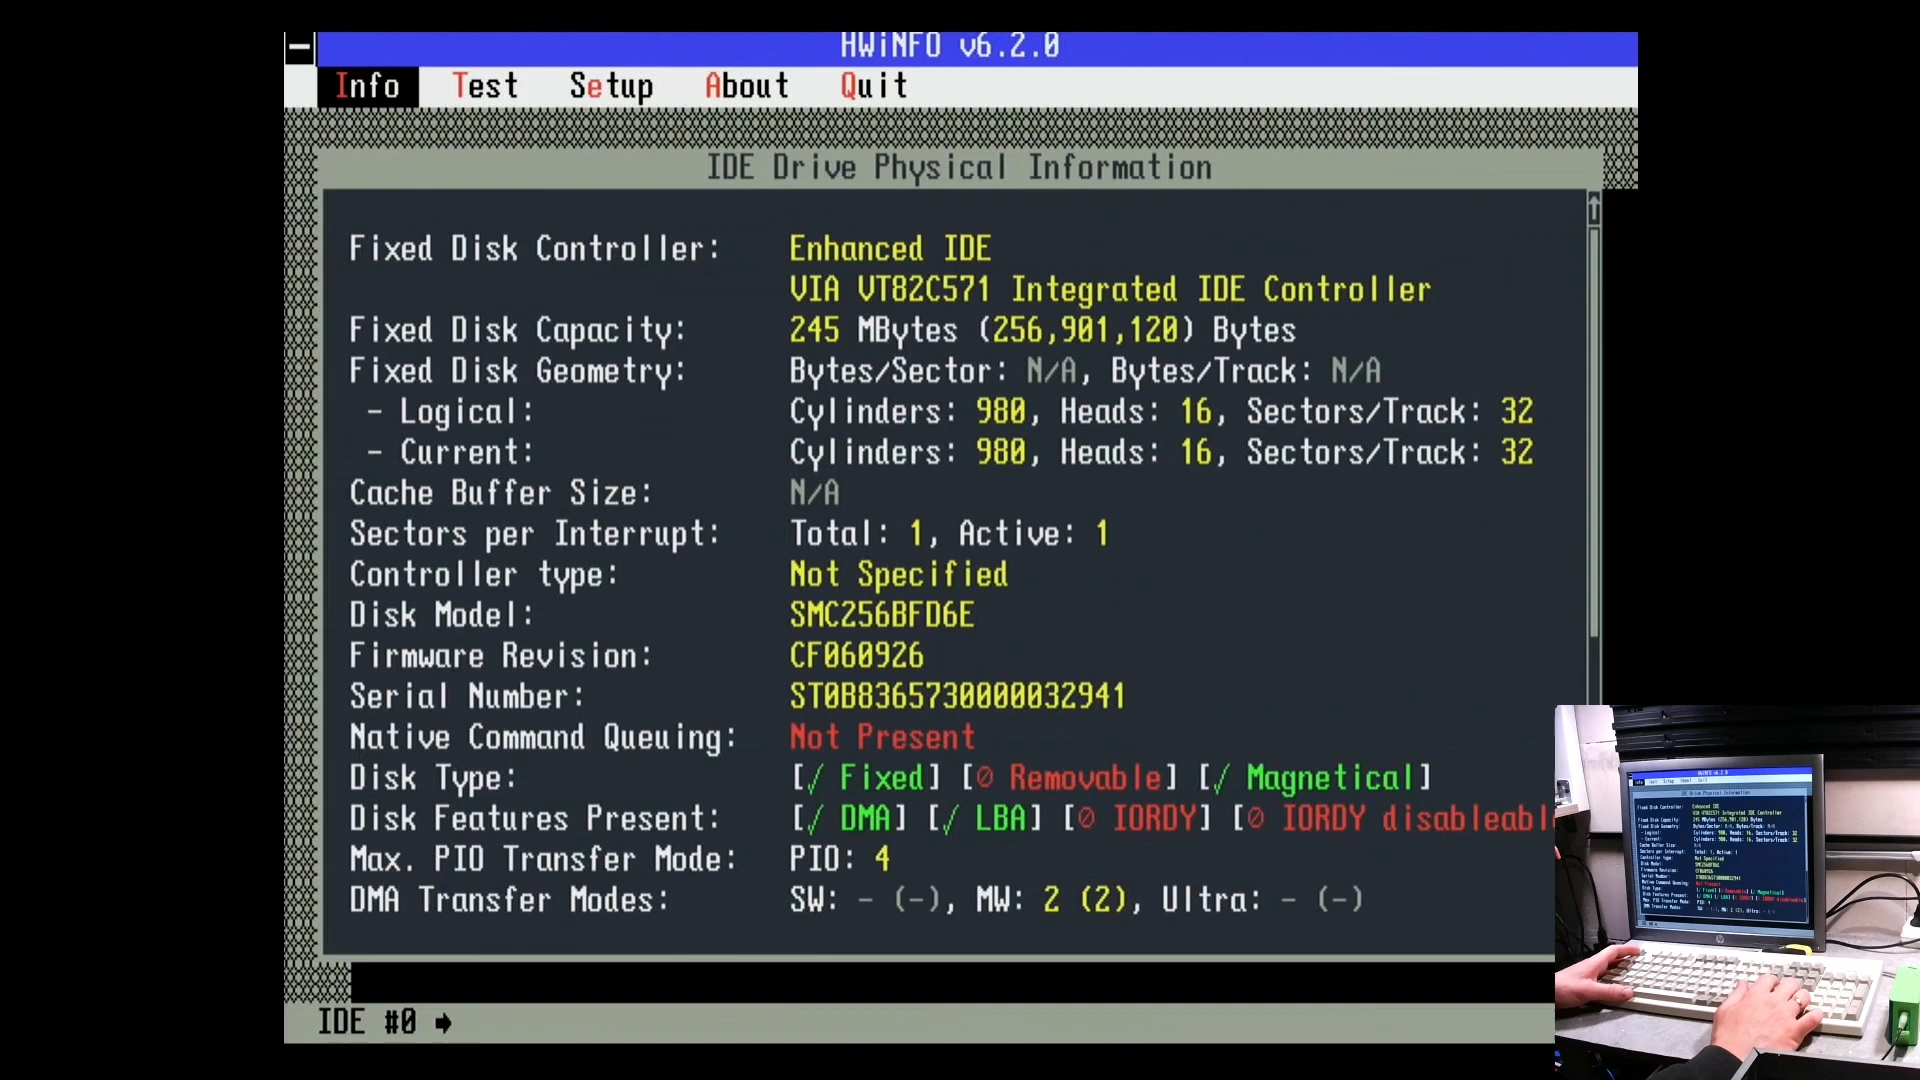 HWiNFO v6.2.0
Info Test Setup About Quit
IDE Drive Physical Information
Fixed Disk Controller: Enhanced IDE
VIA VT82C571 Integrated IDE Controller
Fixed Disk Capacity: 245 MBytes (256,901,120) Bytes
Fixed Disk Geometry: Bytes/Sector: N/A, Bytes/Track: N/A
- Logical: Cylinders: 980, Heads: 16, Sectors/Track: 32
- Current: Cylinders: 980, Heads: 16, Sectors/Track: 32
Cache Buffer Size: N/A
Sectors per Interrupt: Total: 1, Active: 1
Controller type: Not Specified
Disk Model: SMC256BFD6E
Firmware Revision: CF060926
Serial Number: ST0B8365730000032941
Native Command Queuing: Not Present
Disk Type: [√ Fixed] [∅ Removable] [√ Magnetical]
Disk Features Present: [√ DMA] [√ LBA] [∅ IORDY] [∅ IORDY disableabl
Max. PIO Transfer Mode: PIO: 4
DMA Transfer Modes: SW: - (-), MW: 2 (2), Ultra: - (-)
IDE #0 →